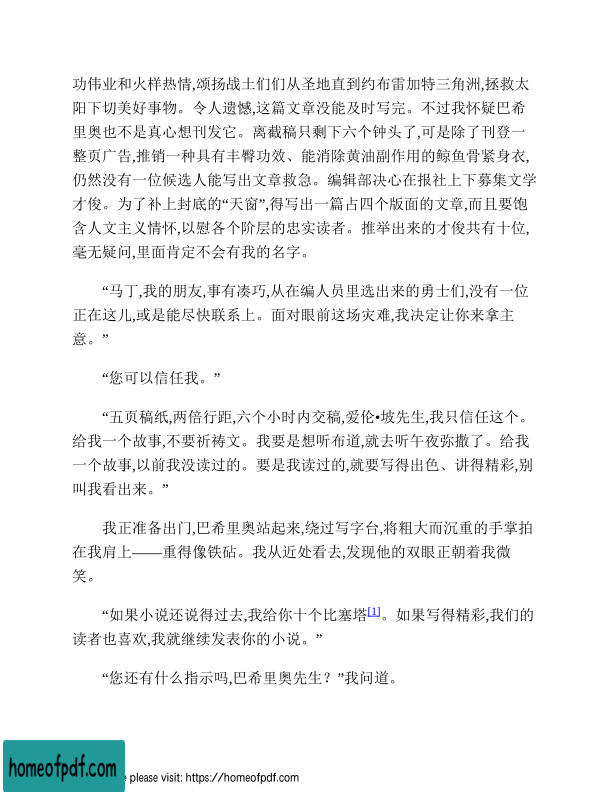 功伟业和火样热情,颂扬战士们们从圣地直到约布雷加特三角洲,拯救太
阳下切美好事物。令人遗憾,这篇文章没能及时写完。不过我怀疑巴希
里奥也不是真心想刊发它。离截稿只剩下六个钟头了,可是除了刊登一
整页广告,推销一种具有丰臀功效、能消除黄油副作用的鲸鱼骨紧身衣,
仍然没有一位候选人能写出文章救急。编辑部决心在报社上下募集文学
才俊。为了补上封底的“天窗”,得写出一篇占四个版面的文章,而且要饱
含人文主义情怀,以慰各个阶层的忠实读者。推举出来的才俊共有十位,
毫无疑问,里面肯定不会有我的名字。
“马丁,我的朋友,事有凑巧,从在编人员里选出来的勇士们,没有一位
正在这儿,或是能尽快联系上。面对眼前这场灾难,我决定让你来拿主
意。”
“您可以信任我。”
“五页稿纸,两倍行距,六个小时内交稿,爱伦•坡先生,我只信任这个。
给我一个故事,不要祈祷文。我要是想听布道,就去听午夜弥撒了。给我
一个故事,以前我没读过的。要是我读过的,就要写得出色、讲得精彩,别
叫我看出来。”
我正准备出门,巴希里奥站起来,绕过写字台,将粗大而沉重的手掌拍
在我肩上——重得像铁砧。我从近处看去,发现他的双眼正朝着我微
笑。
“如果小说还说得过去,我给你十个比塞塔[1]。如果写得精彩,我们的
读者也喜欢,我就继续发表你的小说。”
“您还有什么指示吗,巴希里奥先生？”我问道。
homeofpdf.com
e please visit: https://homeofpdf.com